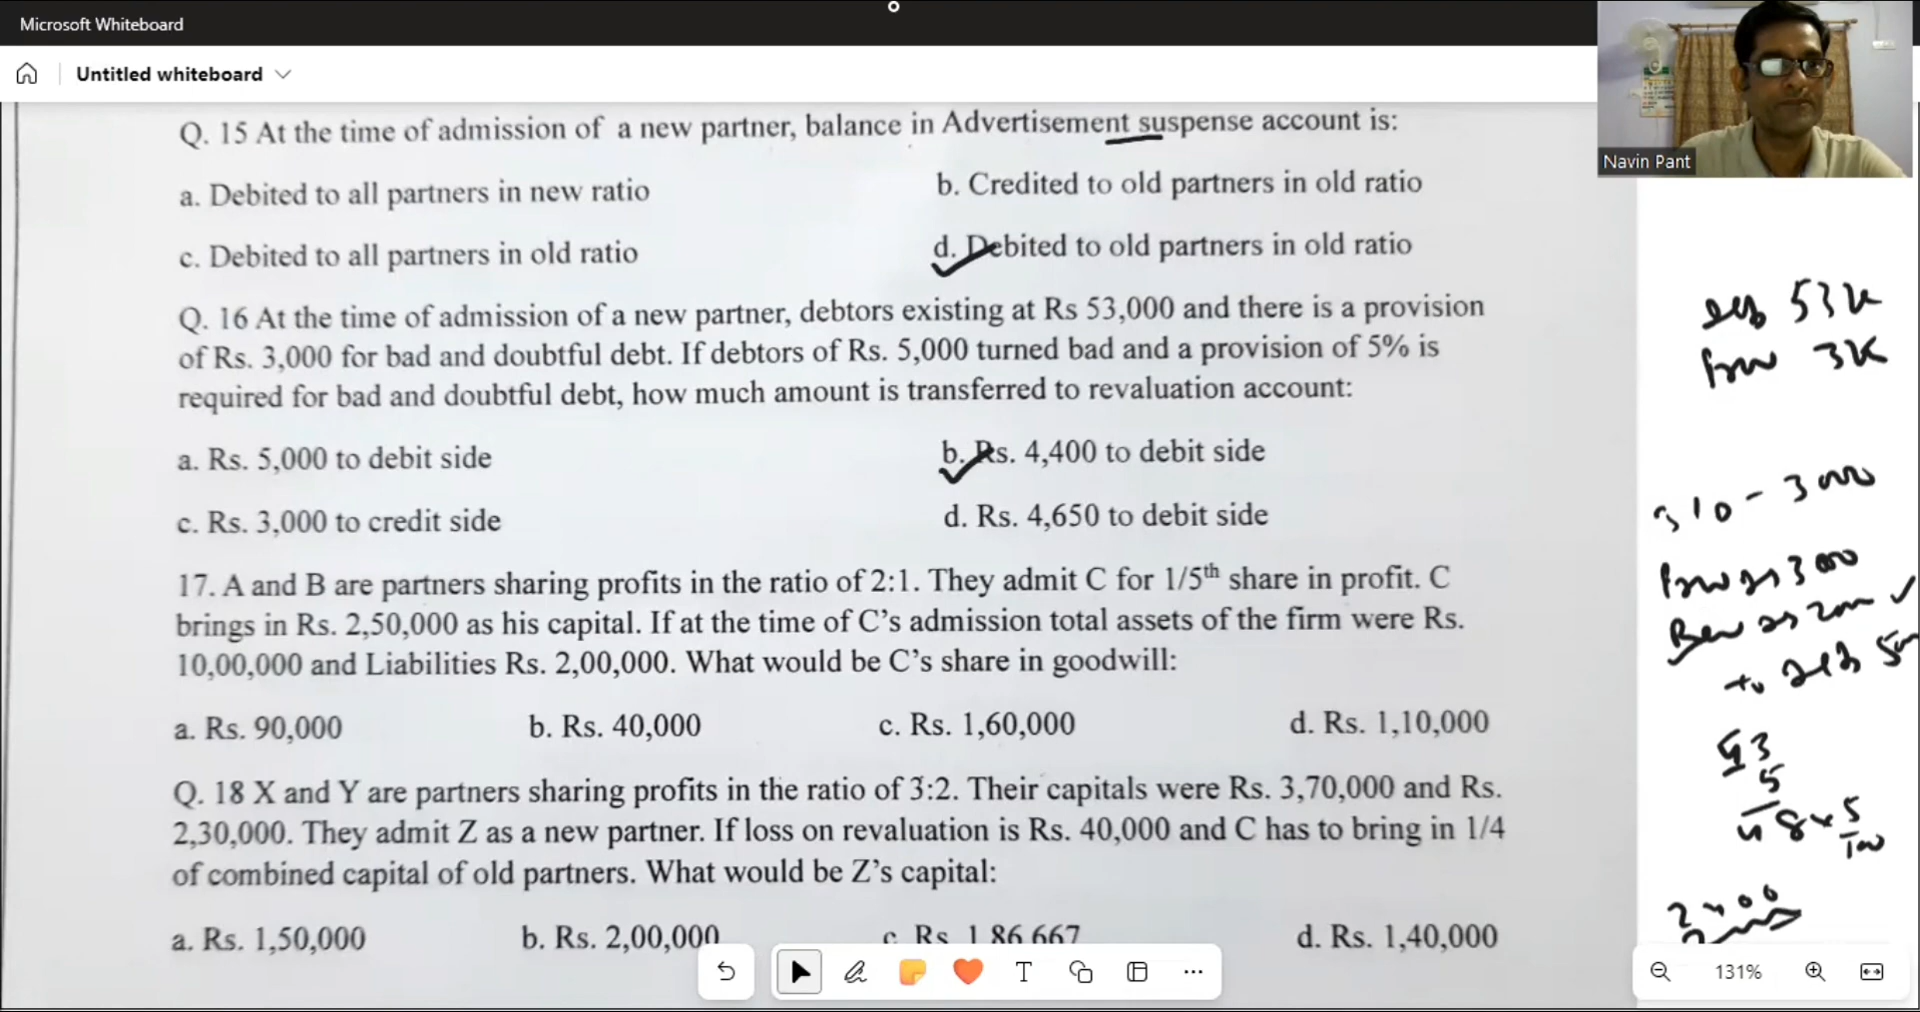 Microsoft Whiteboard
Untitled whiteboard
Navin Pant
Q. 15 At the time of admission of a new partner, balance in Advertisement suspense account is:
a. Debited to all partners in new ratio
b. Credited to old partners in old ratio
c. Debited to all partners in old ratio
d. Debited to old partners in old ratio
Q. 16 At the time of admission of a new partner, debtors existing at Rs 53,000 and there is a provision
of Rs. 3,000 for bad and doubtful debt. If debtors of Rs. 5,000 turned bad and a provision of 5% is
required for bad and doubtful debt, how much amount is transferred to revaluation account:
a. Rs. 5,000 to debit side
b. Rs. 4,400 to debit side
c. Rs. 3,000 to credit side
d. Rs. 4,650 to debit side
17. A and B are partners sharing profits in the ratio of 2:1. They admit C for 1/5th share in profit. C
brings in Rs. 2,50,000 as his capital. If at the time of C's admission total assets of the firm were Rs.
10,00,000 and Liabilities Rs. 2,00,000. What would be C's share in goodwill:
a. Rs. 90,000
b. Rs. 40,000
c. Rs. 1,60,000
d. Rs. 1,10,000
Q. 18 X and Y are partners sharing profits in the ratio of 3:2. Their capitals were Rs. 3,70,000 and Rs.
2,30,000. They admit Z as a new partner. If loss on revaluation is Rs. 40,000 and C has to bring in 1/4
of combined capital of old partners. What would be Z's capital:
a. Rs. 1,50,000
b. Rs. 2,00,000
c. Rs. 1,86,667
d. Rs. 1,40,000
53K
3K
3000
3000
53
5
48 × 5
100
2400
131%